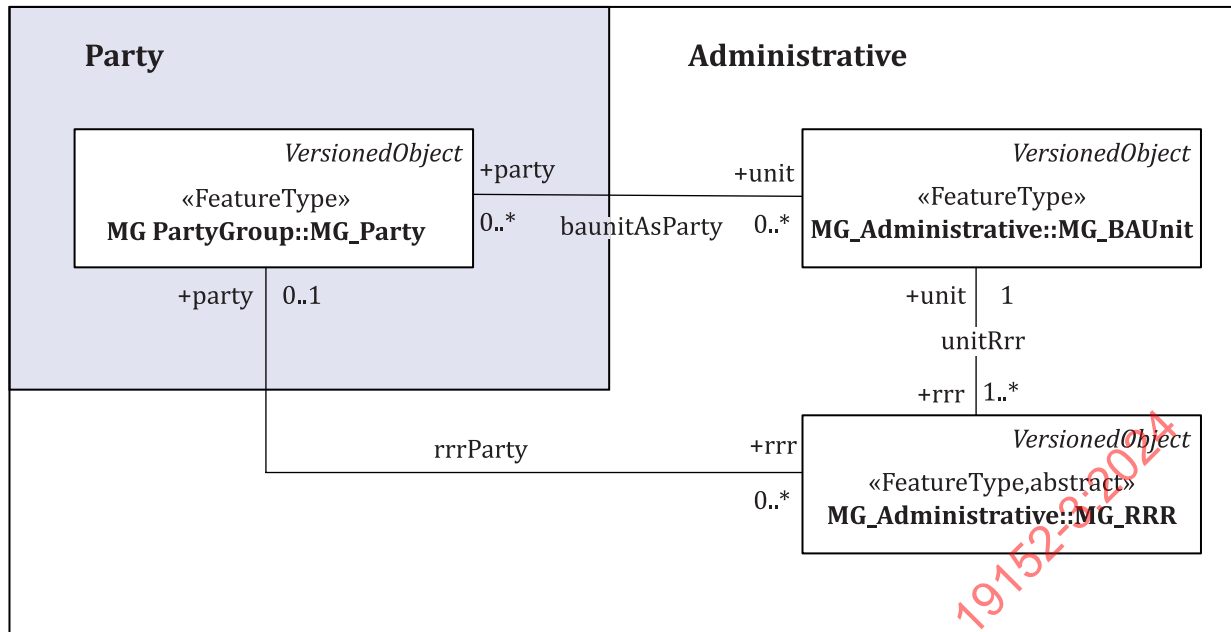 Party
Administrative
VersionedObject
«FeatureType»
MG PartyGroup::MG_Party
+party
0..*
baunitAsParty
+unit
0..*
VersionedObject
«FeatureType»
MG_Administrative::MG_BAUnit
+party 0..1
+unit 1
unitRrr
+rrr 1..*
rrrParty
+rrr
0..*
VersionedObject
«FeatureType,abstract»
MG_Administrative::MG_RRR
19152-3:2024